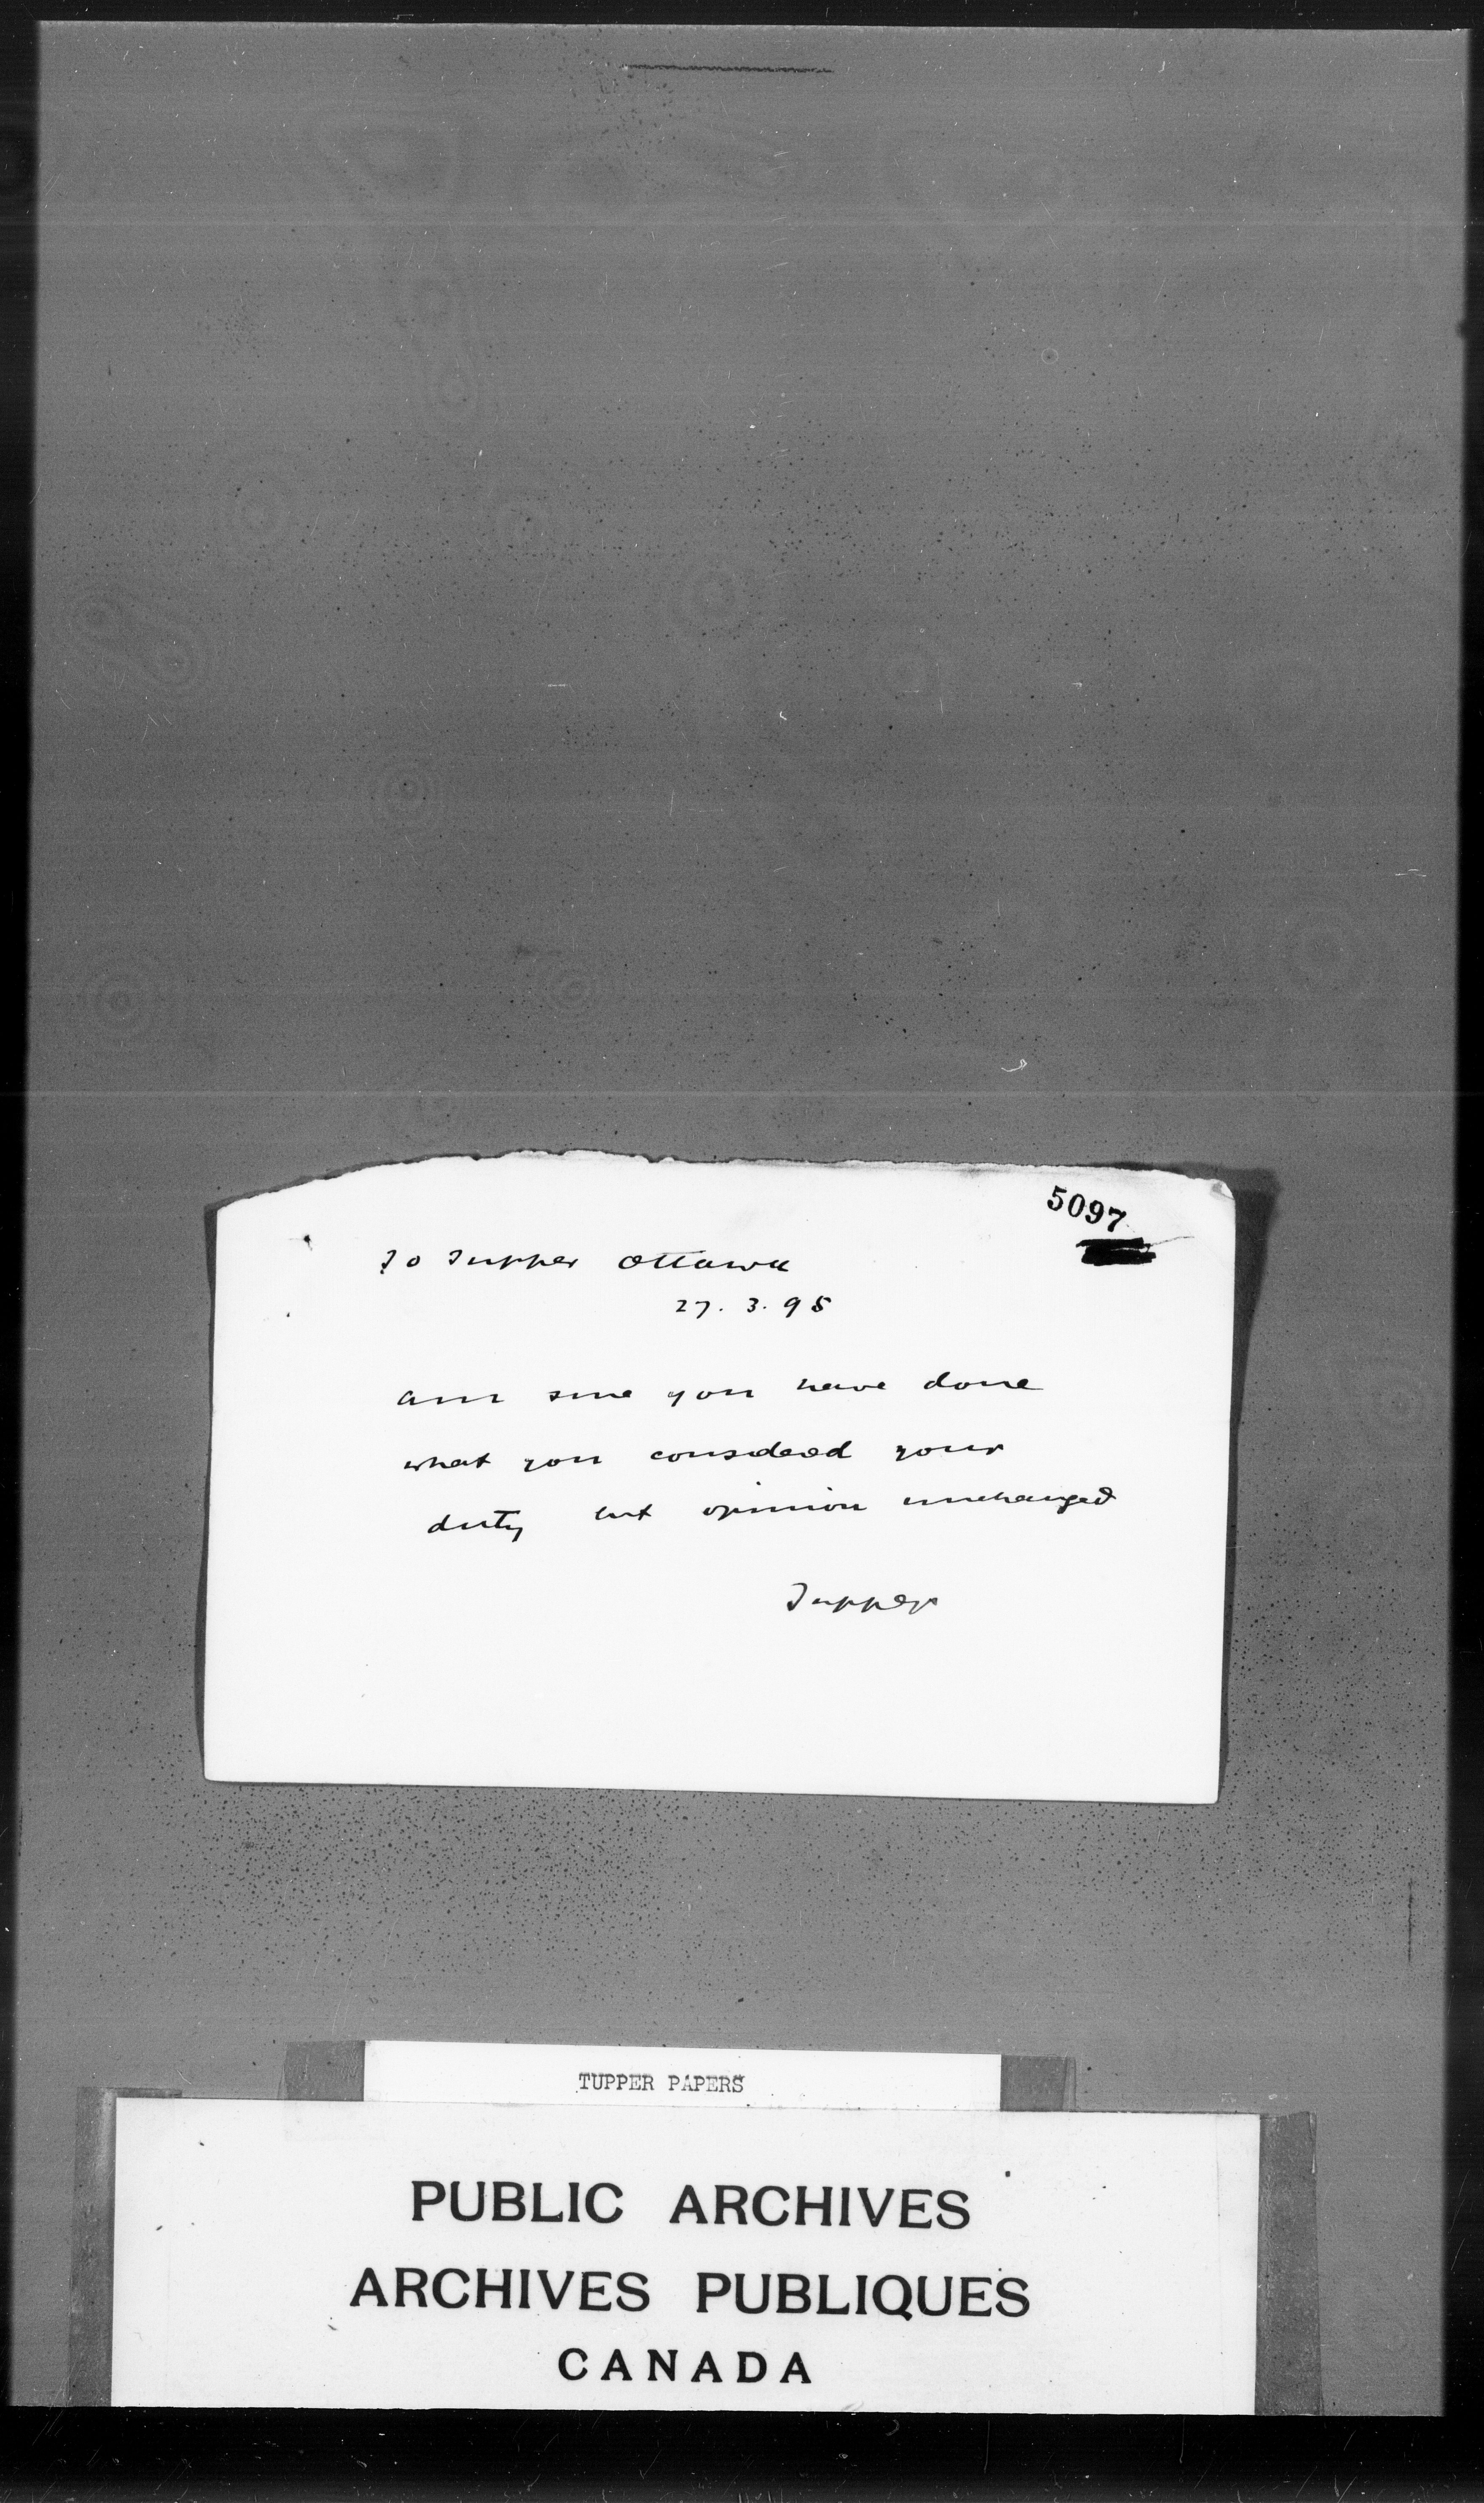 5097
To Tupper Ottawa
27. 3. 95
am sure you have done
what you considered your
duty but opinion unchanged
Tupper
TUPPER PAPERS
PUBLIC ARCHIVES
ARCHIVES PUBLIQUES
CANADA